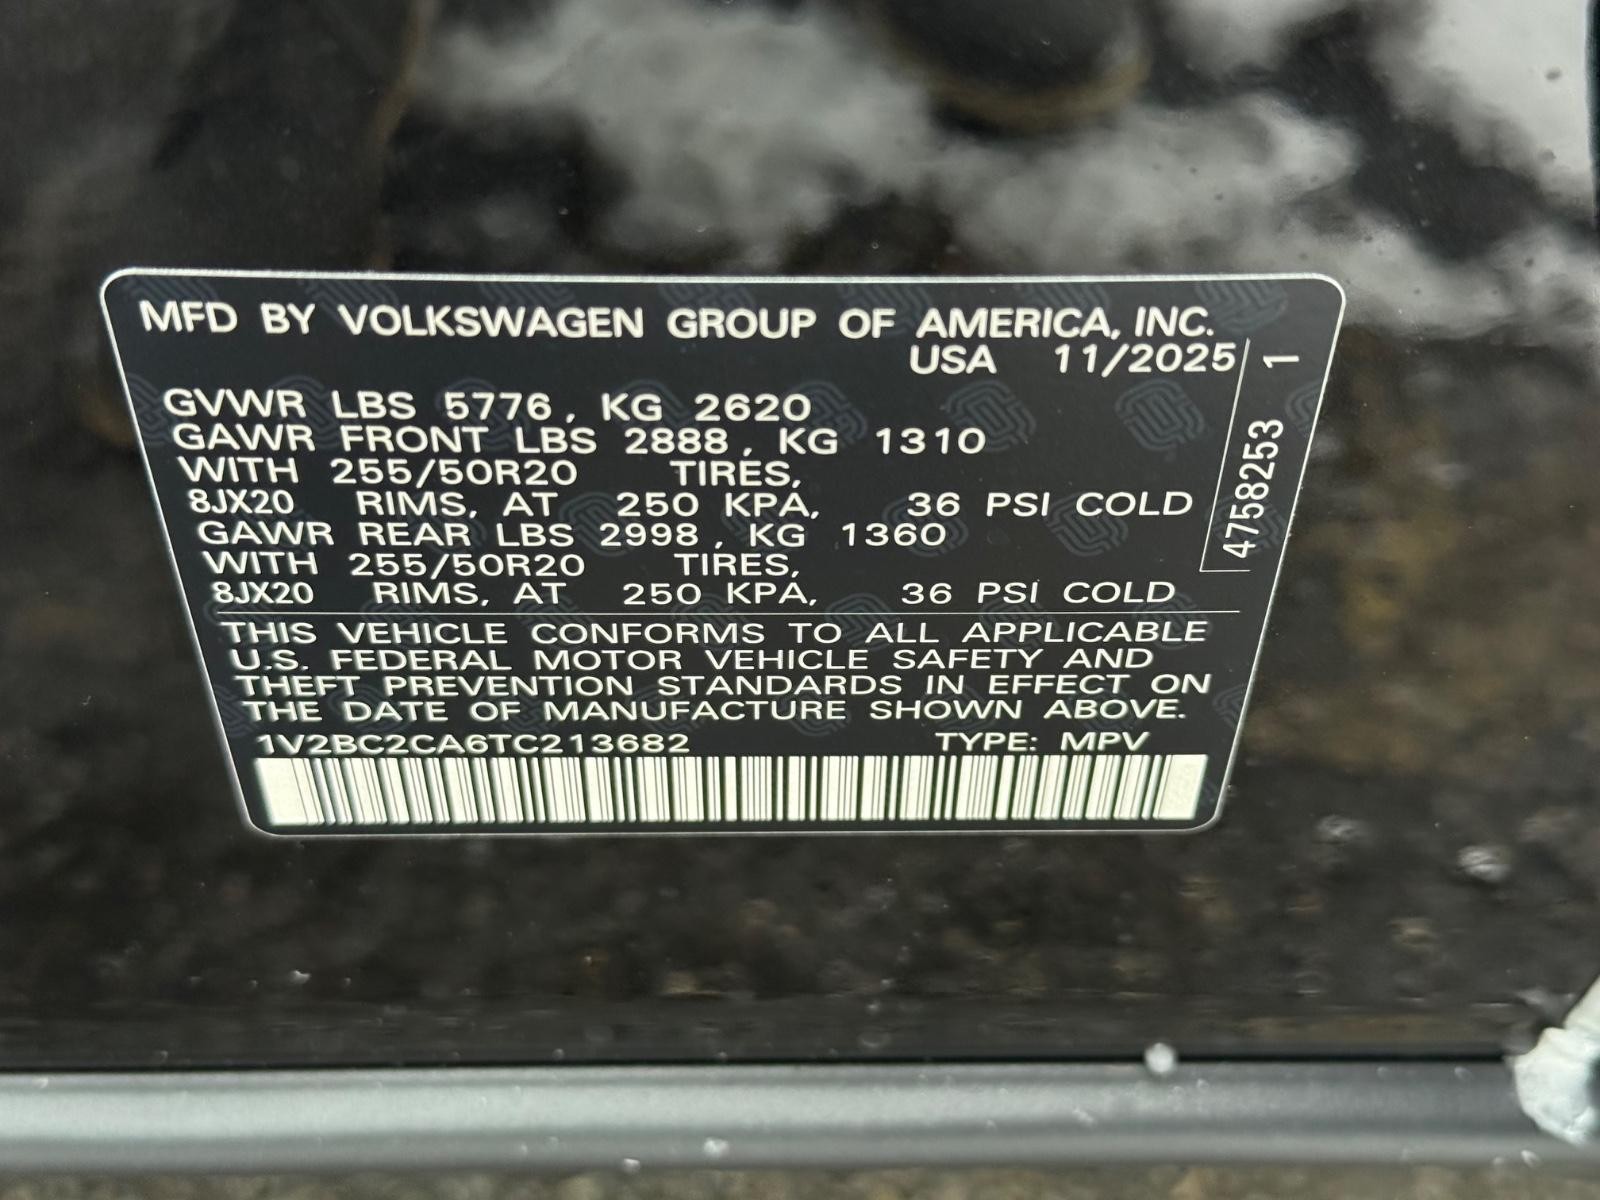 MFD BY VOLKSWAGEN GROUP OF AMERICA, INC.
USA 11/2025
GVWR LBS 5776, KG 2620
GAWR FRONT LBS 2888, KG 1310
WITH 255/50R20 TIRES,
8JX20 RIMS, AT 250 KPA, 36 PSI COLD
GAWR REAR LBS 2998, KG 1360
WITH 255/50R20 TIRES,
8JX20 RIMS, AT 250 KPA, 36 PSI COLD
THIS VEHICLE CONFORMS TO ALL APPLICABLE
U.S. FEDERAL MOTOR VEHICLE SAFETY AND
THEFT PREVENTION STANDARDS IN EFFECT ON
THE DATE OF MANUFACTURE SHOWN ABOVE.
1V2BC2CA6TC213682 TYPE: MPV
4758253 1